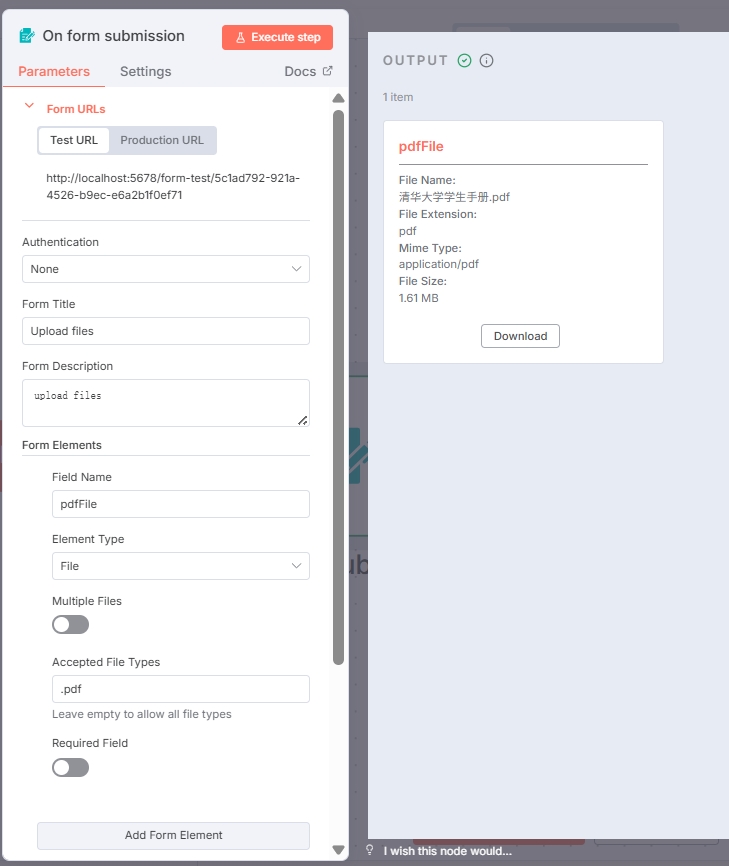 On form submission
Execute step
Parameters
Settings
Docs
Form URLs
Test URL
Production URL
http://localhost:5678/form-test/5c1ad792-921a-
4526-b9ec-e6a2b1f0ef71
Authentication
None
Form Title
Upload files
Form Description
upload files
Form Elements
Field Name
pdfFile
Element Type
File
Multiple Files
Accepted File Types
.pdf
Leave empty to allow all file types
Required Field
Add Form Element
OUTPUT
1 item
pdfFile
File Name:
清华大学学生手册.pdf
File Extension:
pdf
Mime Type:
application/pdf
File Size:
1.61 MB
Download
I wish this node would...